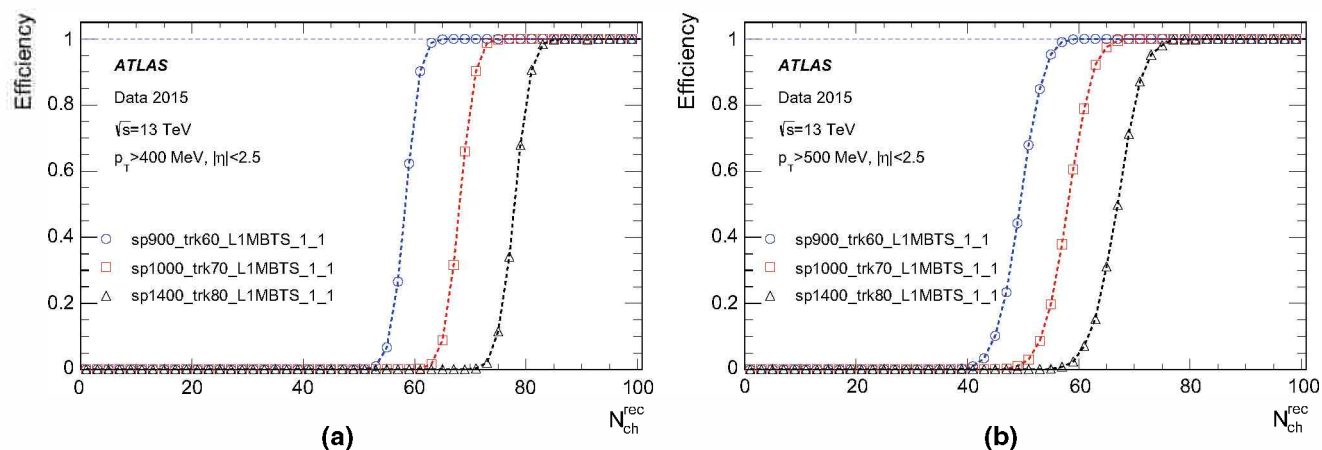 Efficiency
1
0.8
0.6
0.4
0.2
0
ATLAS
Data 2015
√s=13 TeV
p_T>400 MeV, |η|<2.5
sp900_trk60_L1MBTS_1_1
sp1000_trk70_L1MBTS_1_1
sp1400_trk80_L1MBTS_1_1
0 20 40 60 80 100
N_ch^rec
(a)
Efficiency
1
0.8
0.6
0.4
0.2
0
ATLAS
Data 2015
√s=13 TeV
p_T>500 MeV, |η|<2.5
sp900_trk60_L1MBTS_1_1
sp1000_trk70_L1MBTS_1_1
sp1400_trk80_L1MBTS_1_1
0 20 40 60 80 100
N_ch^rec
(b)